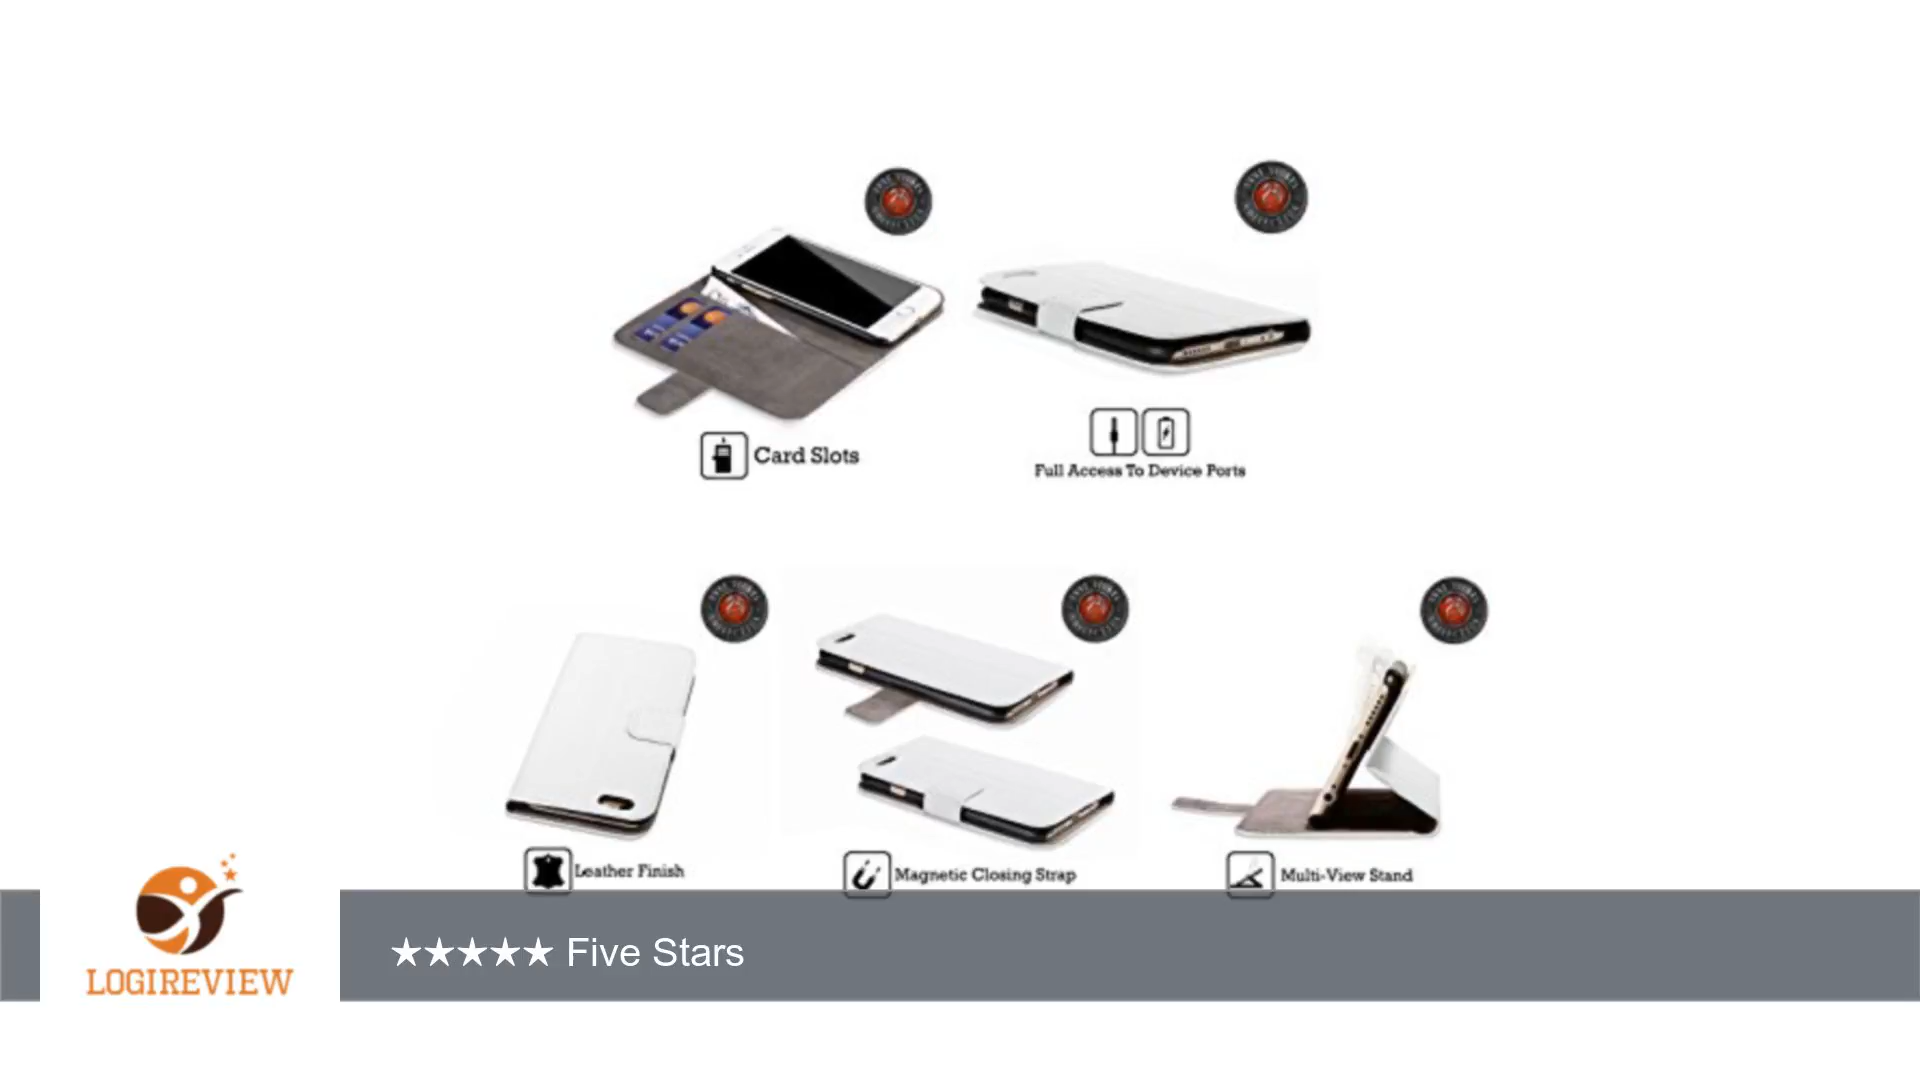 Card Slots
Full Access To Device Ports
Leather Finish
Magnetic Closing Strap
Multi-View Stand
LOGIREVIEW
★★★★★ Five Stars